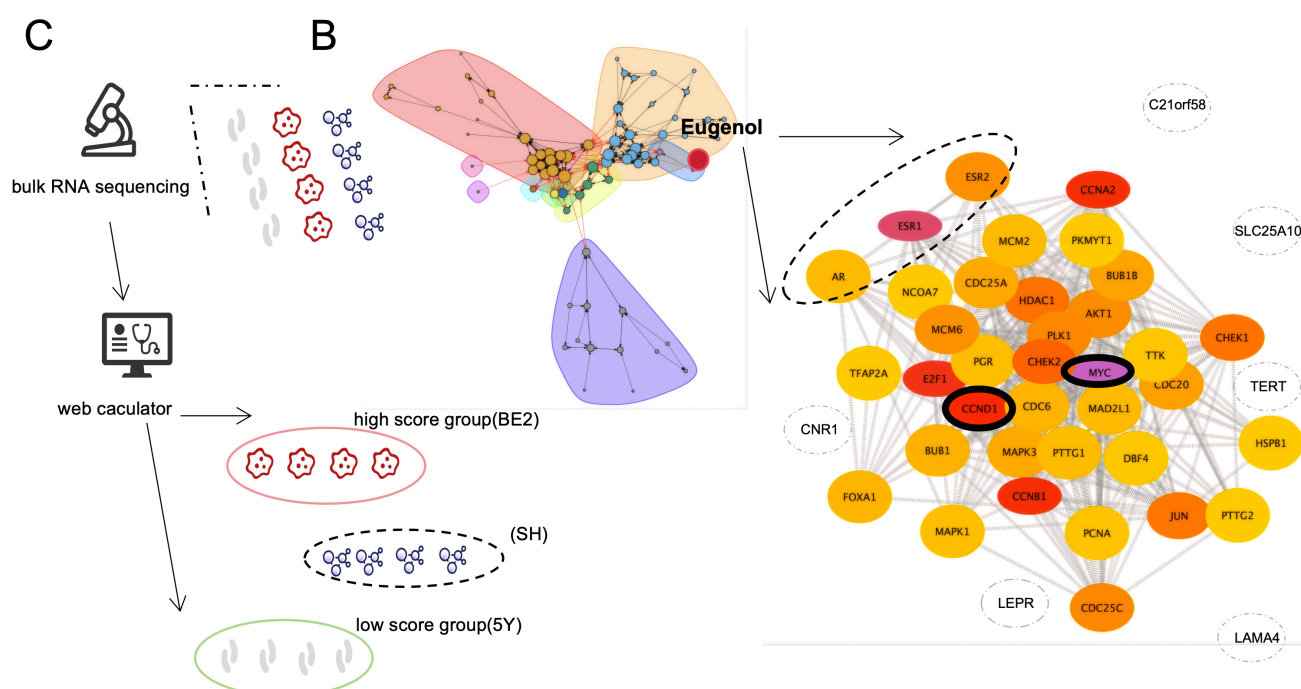 C
B
bulk RNA sequencing
web caculator
high score group(BE2)
(SH)
low score group(5Y)
Eugenol
C21orf58
ESR2
CCNA2
ESR1
SLC25A10
MCM2
PKMYT1
AR
NCOA7
CDC25A
BUB1B
HDAC1
AKT1
MCM6
PLK1
CHEK1
PGR
CHEK2
TTK
TFAP2A
E2F1
MYC
CDC20
TERT
CCND1
CDC6
MAD2L1
CNR1
HSPB1
BUB1
MAPK3
PTTG1
DBF4
FOXA1
CCNB1
JUN
PTTG2
MAPK1
PCNA
LEPR
CDC25C
LAMA4